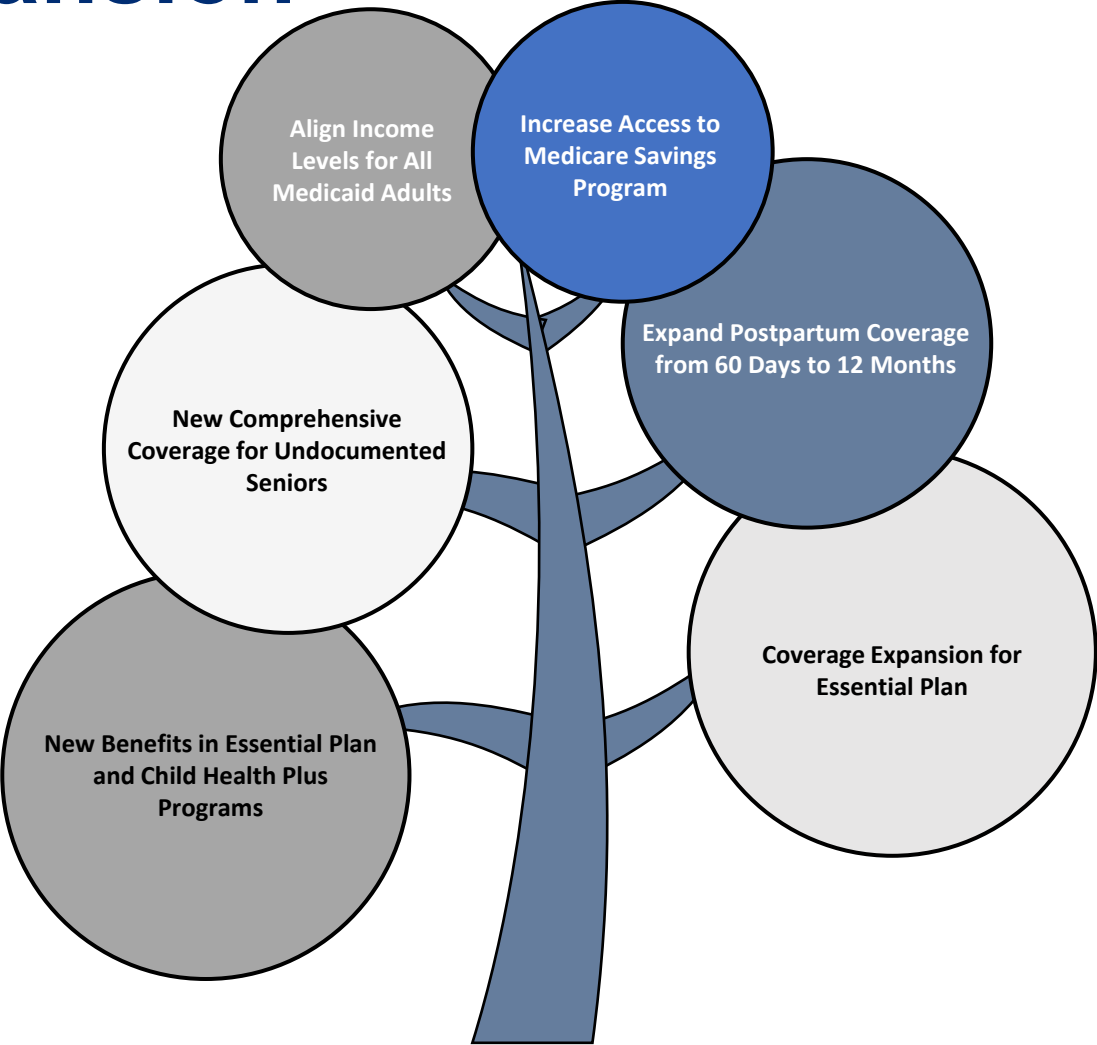 Align Income
Levels for All
Medicaid Adults
Increase Access to
Medicare Savings
Program
Expand Postpartum Coverage
from 60 Days to 12 Months
New Comprehensive
Coverage for Undocumented
Seniors
Coverage Expansion for
Essential Plan
New Benefits in Essential Plan
and Child Health Plus
Programs